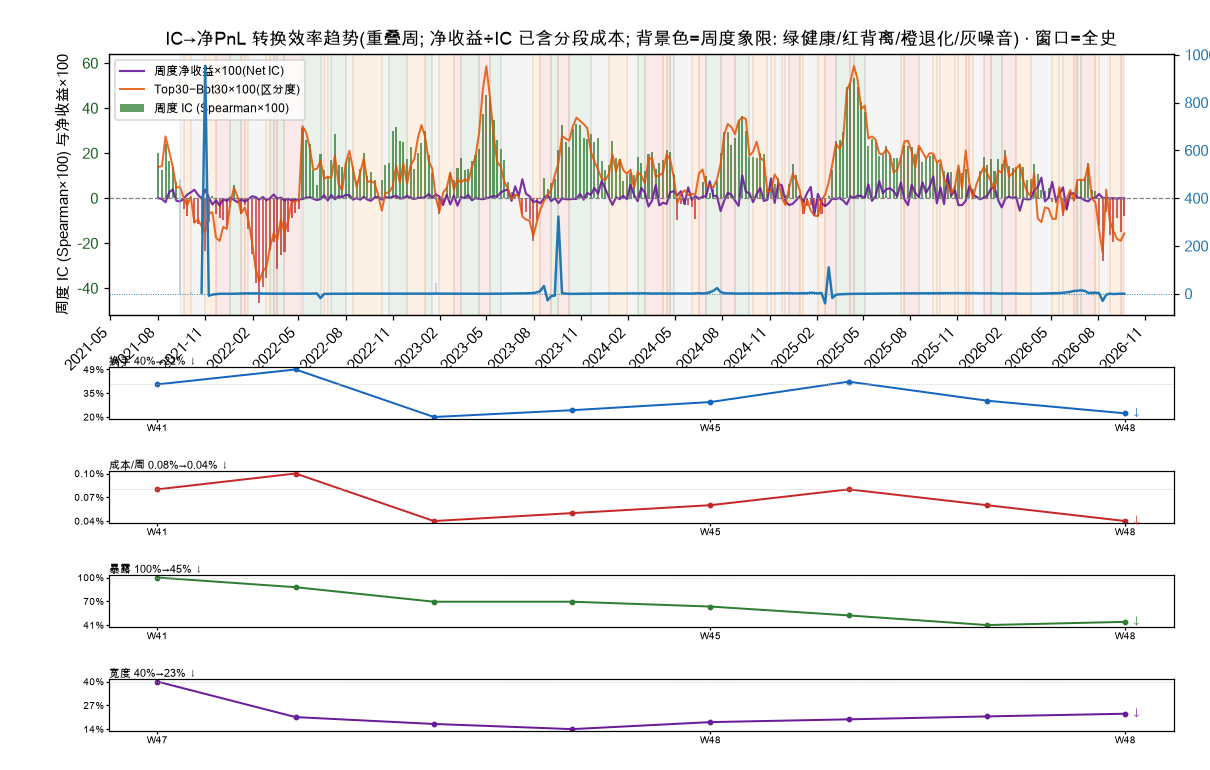 IC→净PnL 转换效率趋势(重叠周; 净收益÷IC 已含分段成本; 背景色=周度象限: 绿健康/红背离/橙退化/灰噪音) · 窗口=全史
周度 IC (Spearman×100) 与净收益×100
60
40
20
0
-20
-40
周度净收益×100(Net IC)
Top30−Bot30×100(区分度)
周度 IC (Spearman×100)
1000
800
600
400
200
0
2021-05
2021-08
2021-11
2022-02
2022-05
2022-08
2022-11
2023-02
2023-05
2023-08
2023-11
2024-02
2024-05
2024-08
2024-11
2025-02
2025-05
2025-08
2025-11
2026-02
2026-05
2026-08
2026-11
换手 40%→22% ↓
49%
35%
20%
↓
W41
W45
W48
成本/周 0.08%→0.04% ↓
0.10%
0.07%
0.04%
↓
W41
W45
W48
暴露 100%→45% ↓
100%
70%
41%
↓
W41
W45
W48
宽度 40%→23% ↓
40%
27%
14%
↓
W47
W48
W48